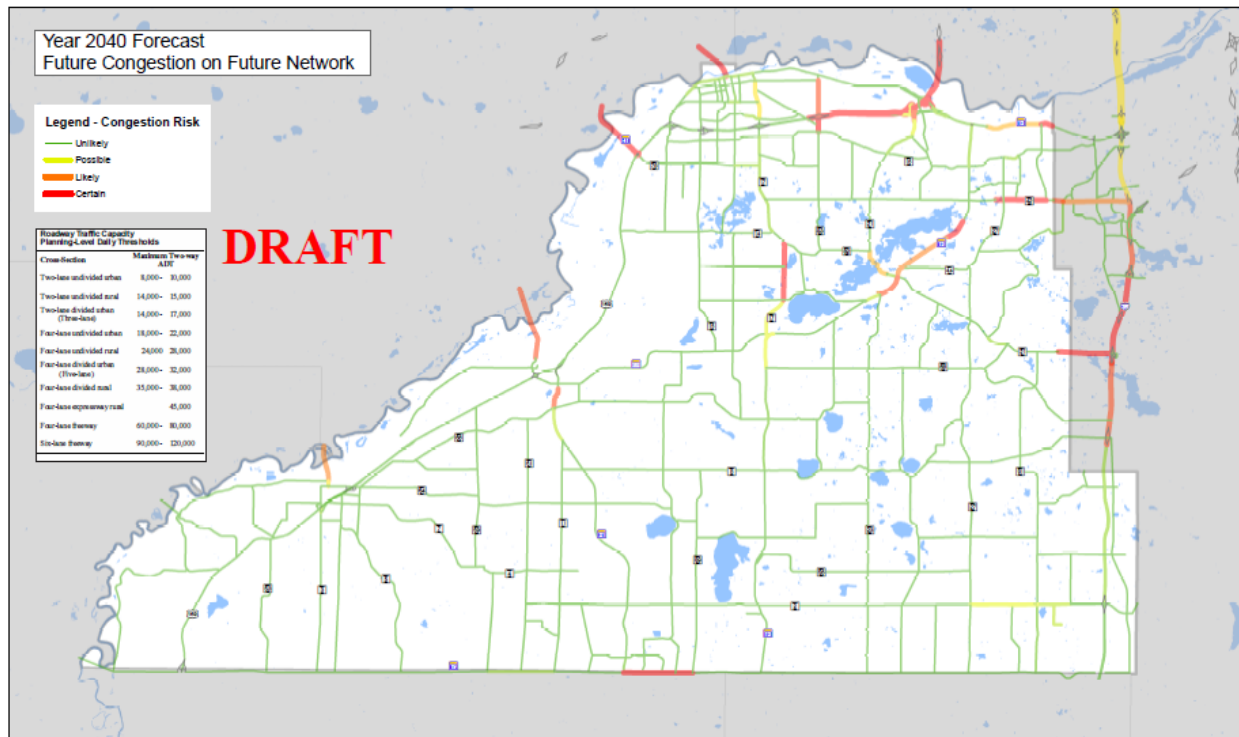 Year 2040 Forecast
Future Congestion on Future Network
Legend - Congestion Risk
Unlikely
Possible
Likely
Certain
DRAFT
Roadway Traffic Capacity
Planning-Level Daily Thresholds
Cross-Section Maximum Two-way ADT
Two-lane undivided urban 8,000- 10,000
Two-lane undivided rural 14,000- 15,000
Two-lane divided urban 14,000- 17,000
(Three-lane)
Four-lane undivided urban 18,000- 22,000
Four-lane undivided rural 24,000 28,000
Four-lane divided urban 28,000- 32,000
(Five-lane)
Four-lane divided rural 35,000- 38,000
Four-lane expressway rural 45,000
Four-lane freeway 60,000- 80,000
Six-lane freeway 90,000- 120,000